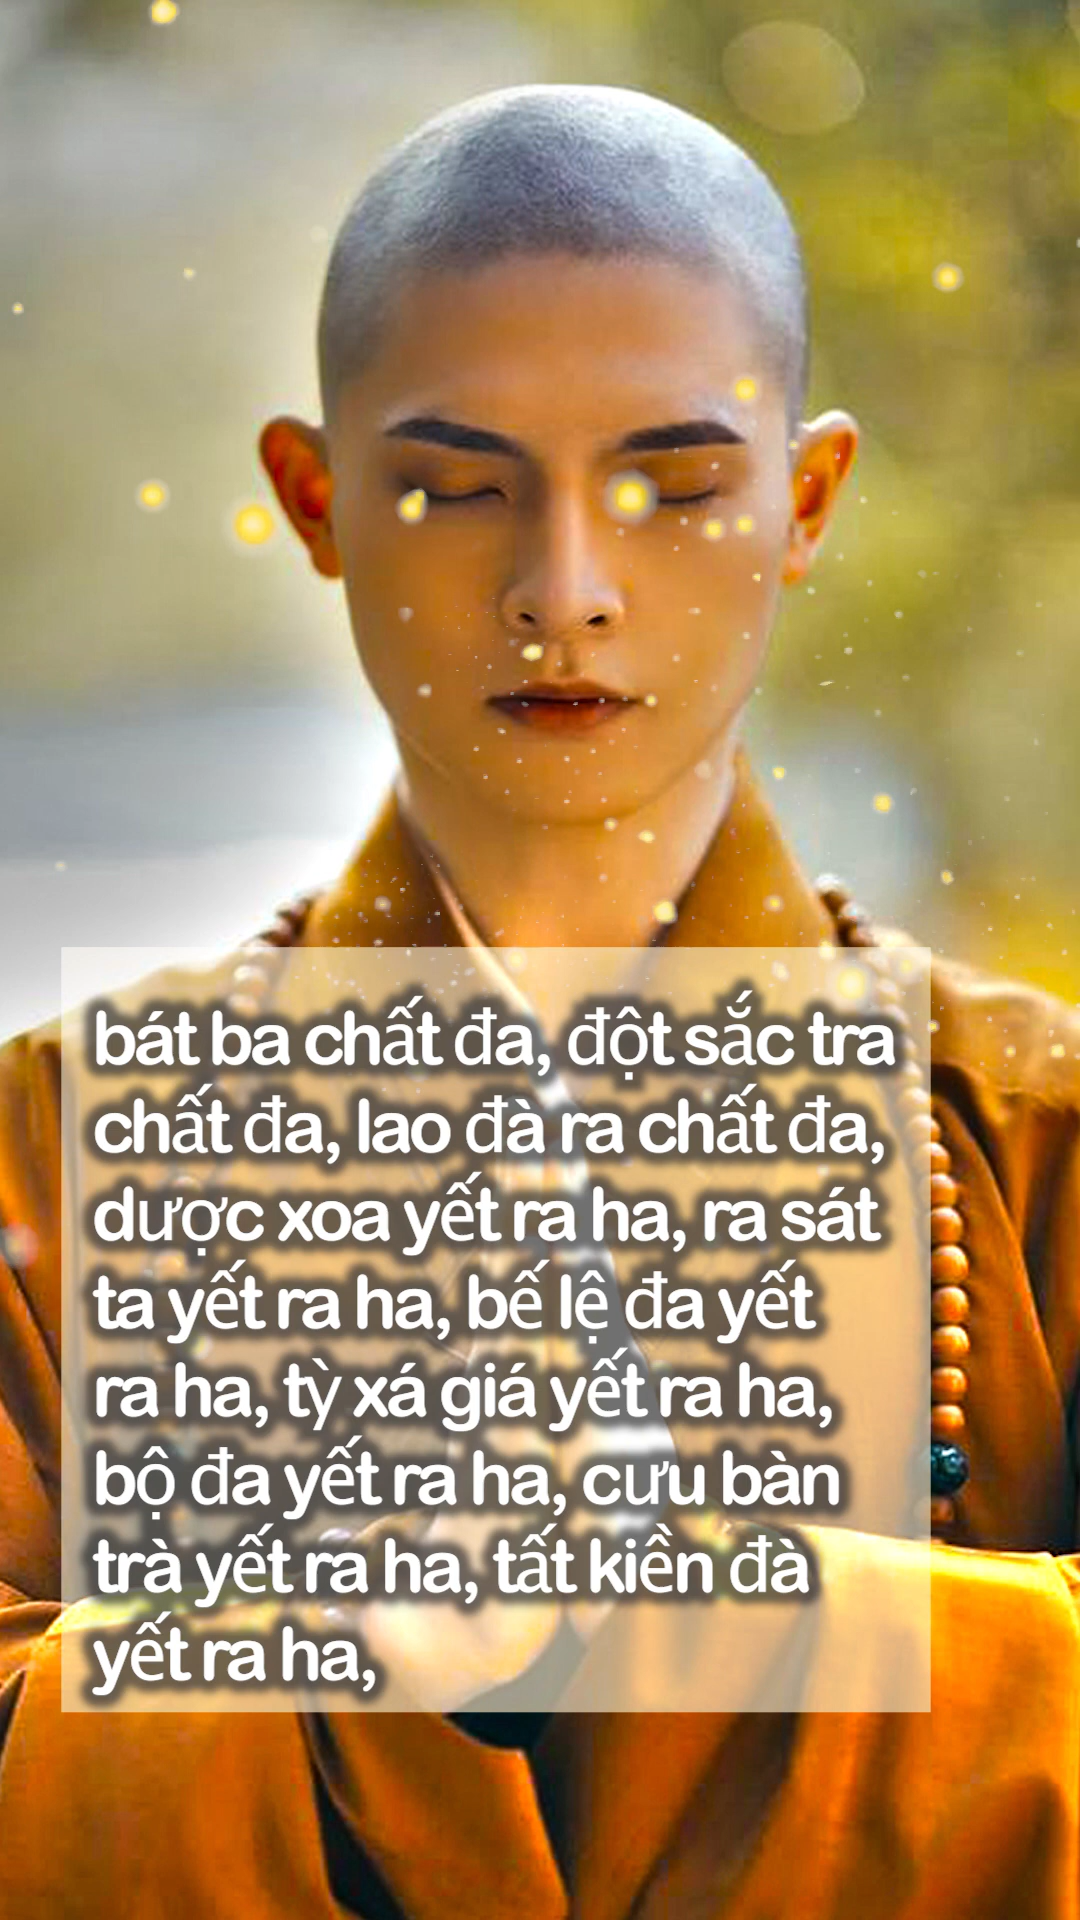 bát ba chất đa, đột sắc tra
chất đa, lao đà ra chất đa,
dược xoa yết ra ha, ra sát
ta yết ra ha, bế lệ đa yết
ra ha, tỳ xá giá yết ra ha,
bộ đa yết ra ha, cưu bàn
trà yết ra ha, tất kiền đà
yết ra ha,